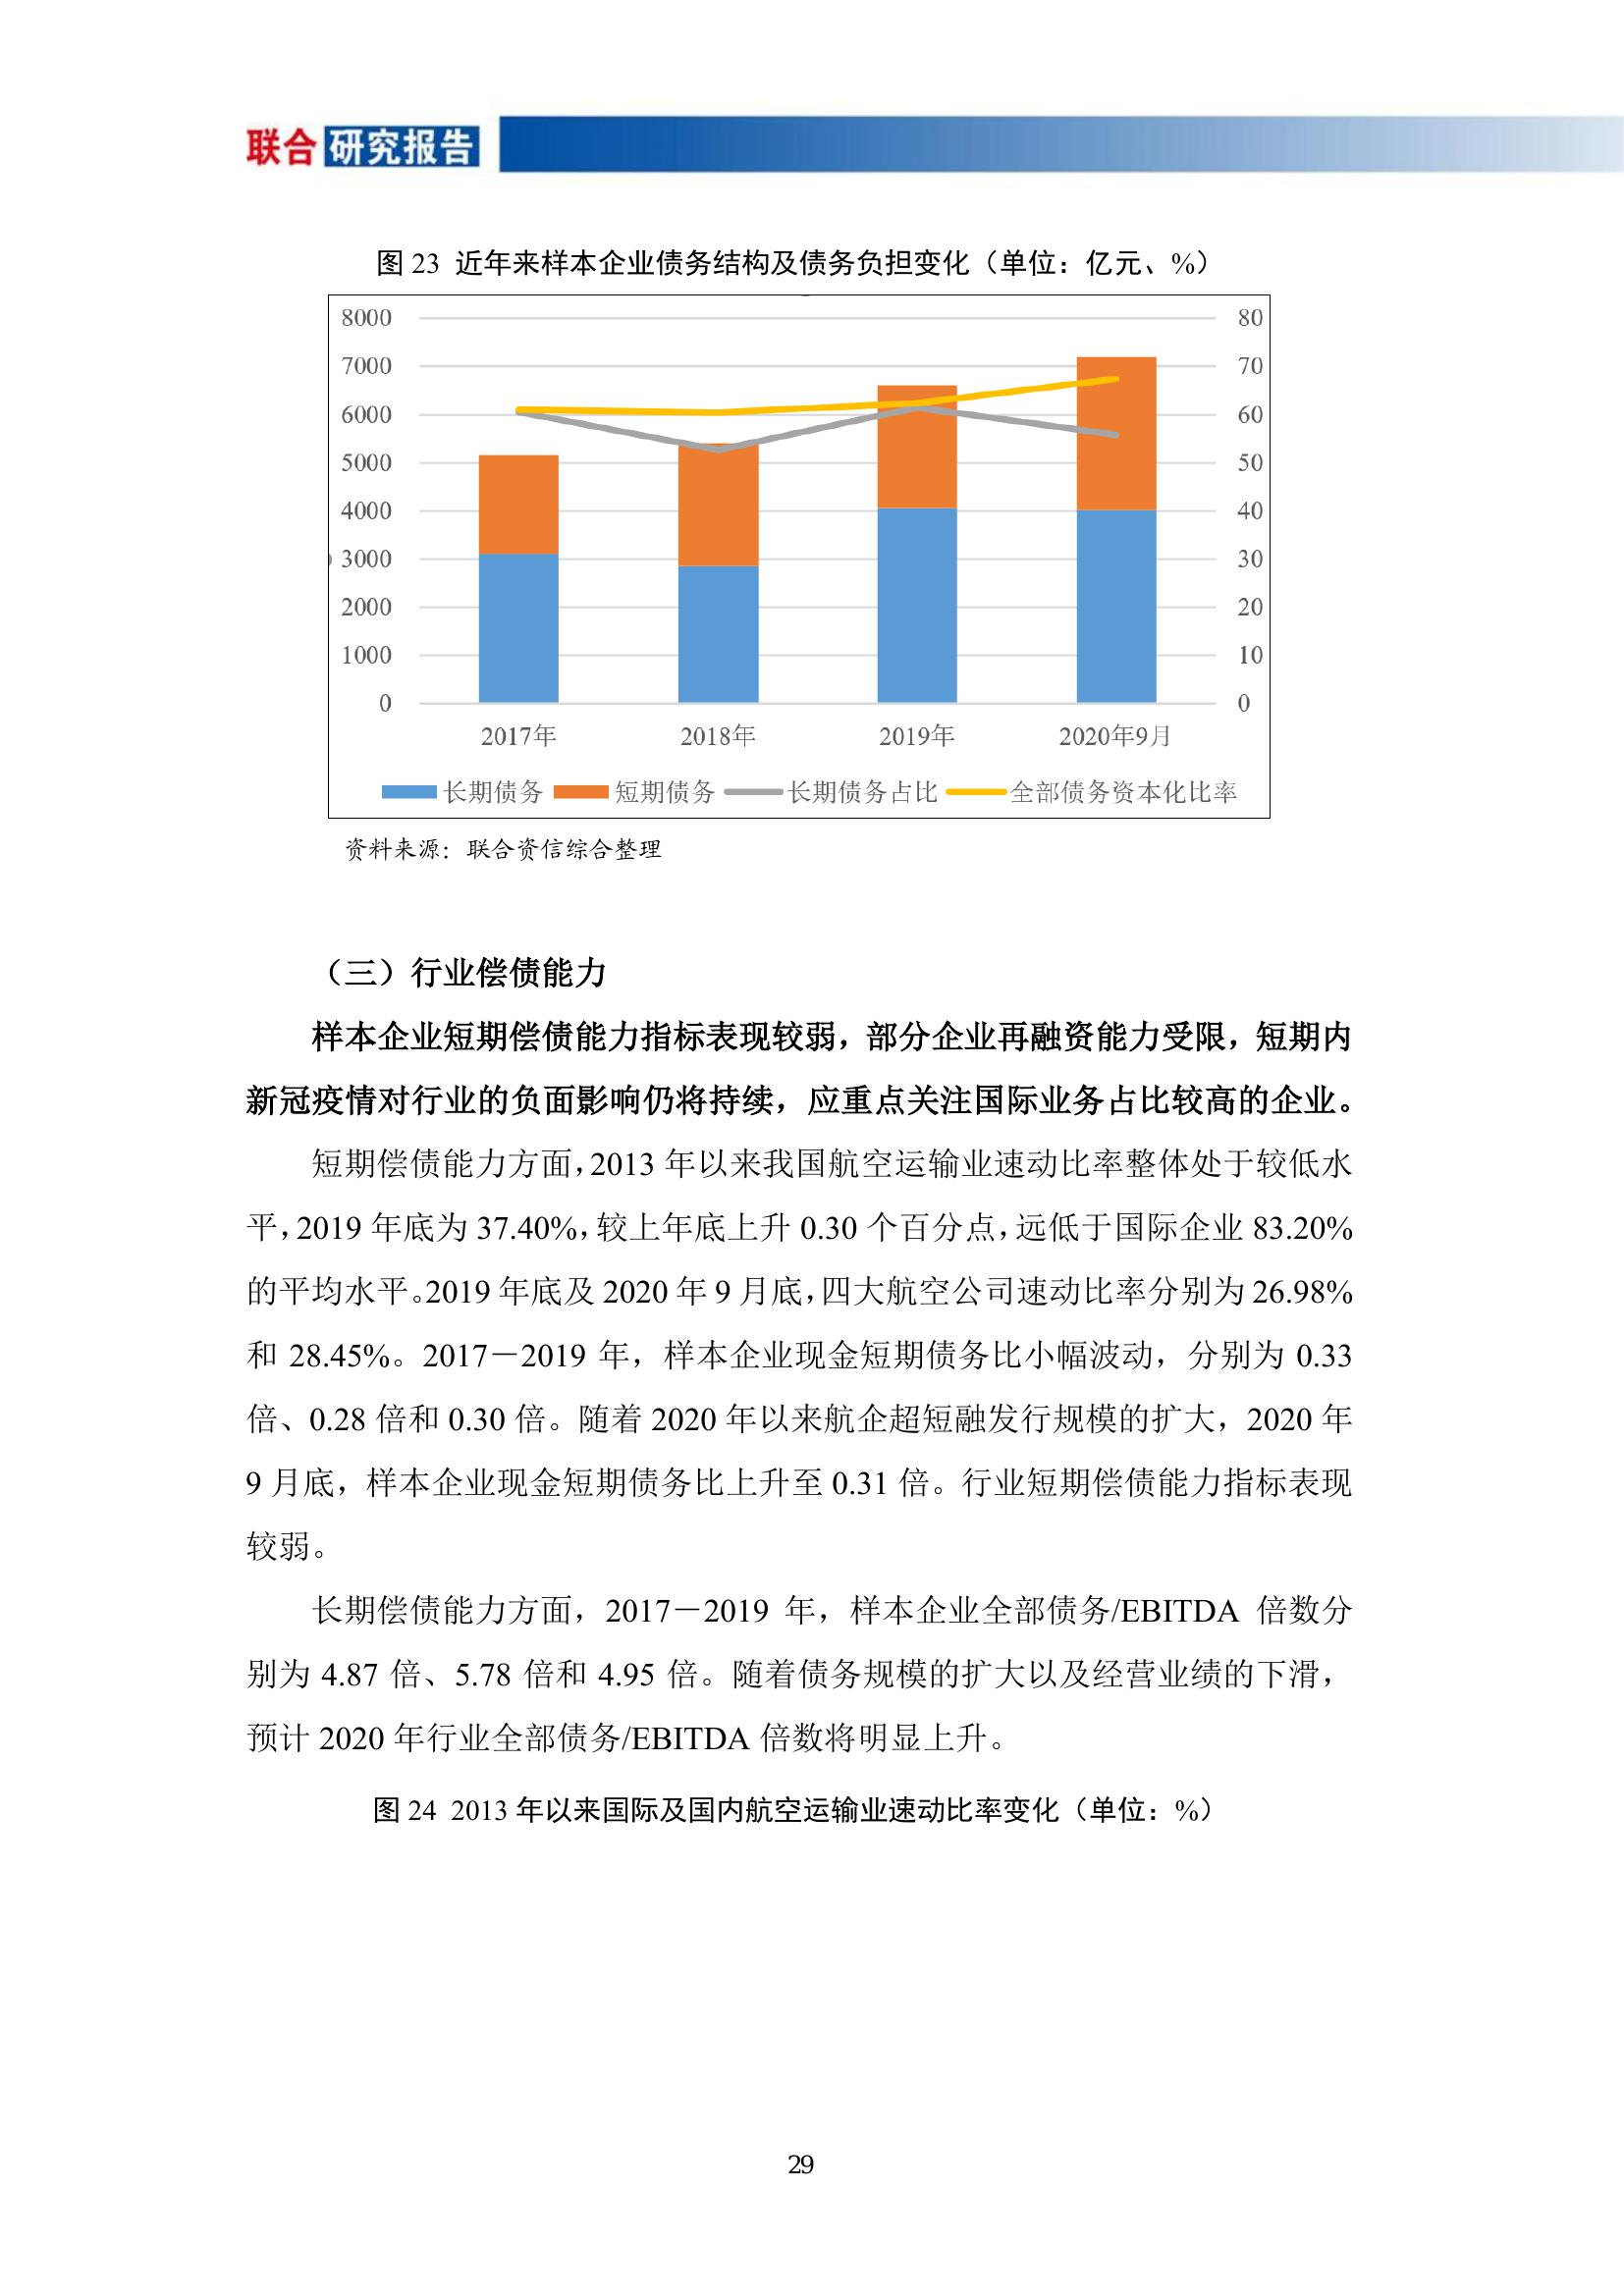 联合研究报告
图 23 近年来样本企业债务结构及债务负担变化（单位：亿元、%）
8000 80
7000 70
6000 60
5000 50
4000 40
3000 30
2000 20
1000 10
0 0
2017年 2018年 2019年 2020年9月
长期债务 短期债务 长期债务占比 全部债务资本化比率
资料来源：联合资信综合整理
（三）行业偿债能力
样本企业短期偿债能力指标表现较弱，部分企业再融资能力受限，短期内
新冠疫情对行业的负面影响仍将持续，应重点关注国际业务占比较高的企业。
短期偿债能力方面，2013 年以来我国航空运输业速动比率整体处于较低水
平，2019 年底为 37.40%，较上年底上升 0.30 个百分点，远低于国际企业 83.20%
的平均水平。2019 年底及 2020 年 9 月底，四大航空公司速动比率分别为 26.98%
和 28.45%。2017－2019 年，样本企业现金短期债务比小幅波动，分别为 0.33
倍、0.28 倍和 0.30 倍。随着 2020 年以来航企超短融发行规模的扩大，2020 年
9 月底，样本企业现金短期债务比上升至 0.31 倍。行业短期偿债能力指标表现
较弱。
长期偿债能力方面，2017－2019 年，样本企业全部债务/EBITDA 倍数分
别为 4.87 倍、5.78 倍和 4.95 倍。随着债务规模的扩大以及经营业绩的下滑，
预计 2020 年行业全部债务/EBITDA 倍数将明显上升。
图 24 2013 年以来国际及国内航空运输业速动比率变化（单位：%）
29